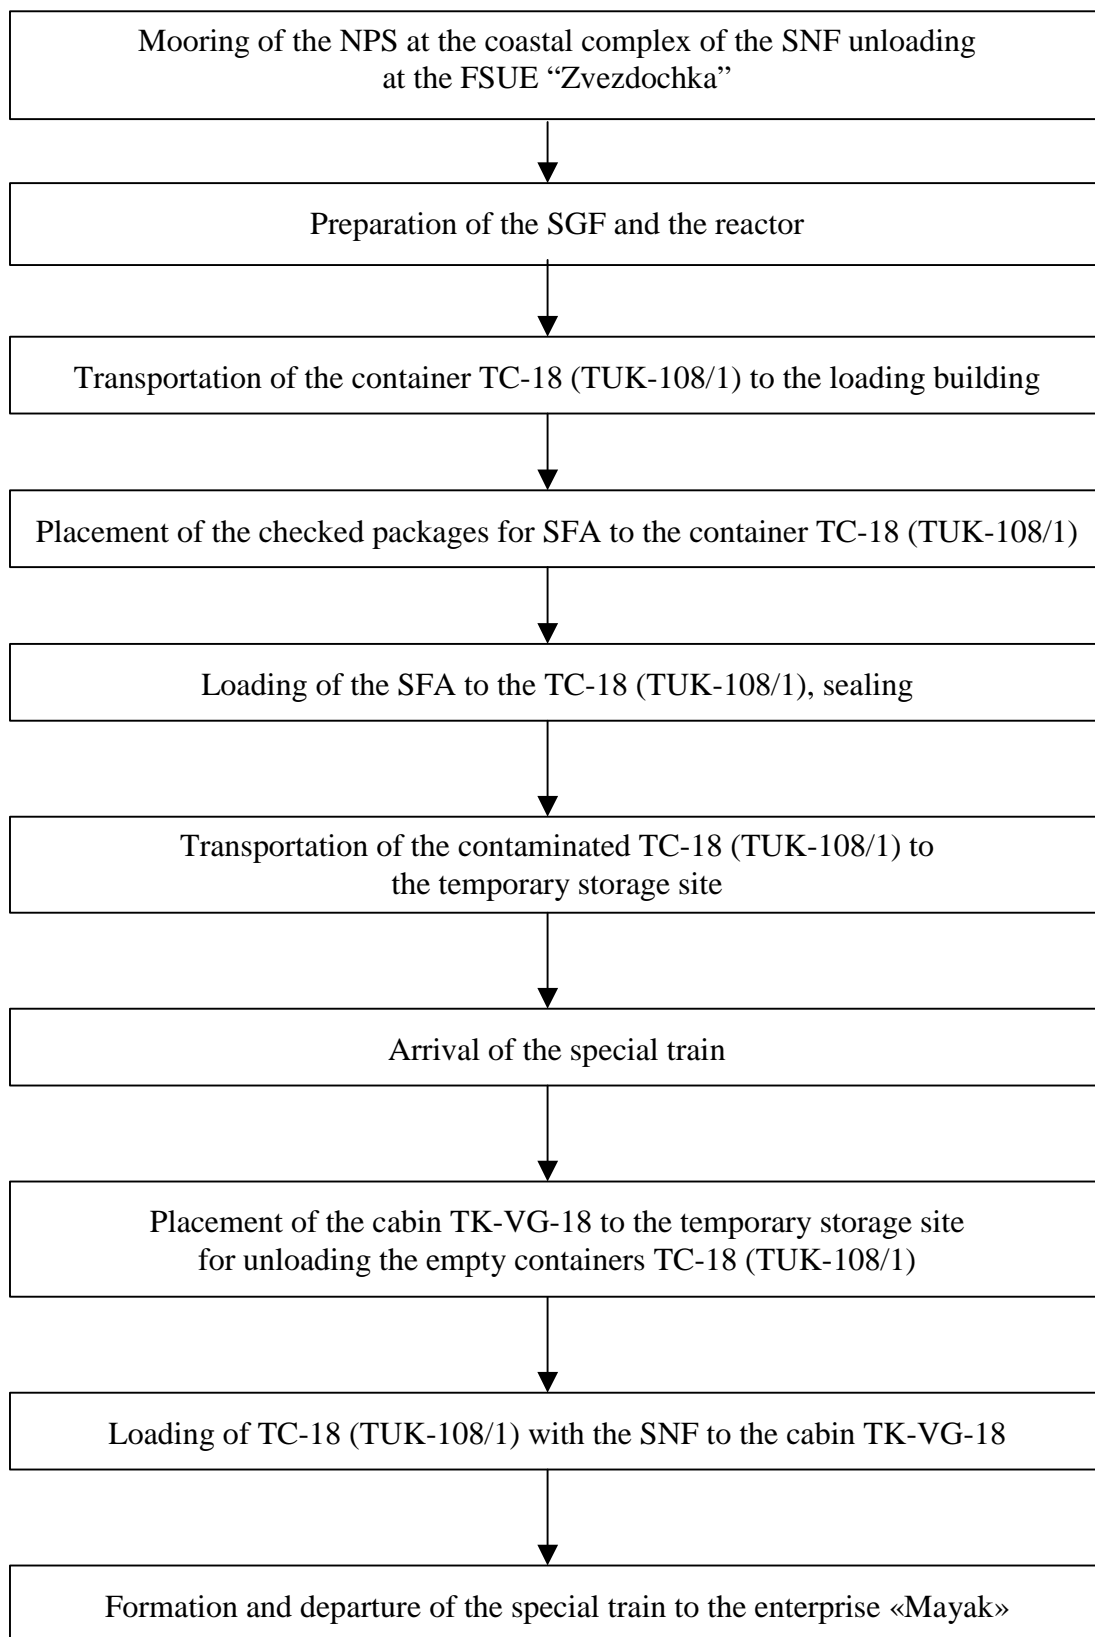 Mooring of the NPS at the coastal complex of the SNF unloading
at the FSUE “Zvezdochka”
Preparation of the SGF and the reactor
Transportation of the container TC-18 (TUK-108/1) to the loading building
Placement of the checked packages for SFA to the container TC-18 (TUK-108/1)
Loading of the SFA to the TC-18 (TUK-108/1), sealing
Transportation of the contaminated TC-18 (TUK-108/1) to
the temporary storage site
Arrival of the special train
Placement of the cabin TK-VG-18 to the temporary storage site
for unloading the empty containers TC-18 (TUK-108/1)
Loading of TC-18 (TUK-108/1) with the SNF to the cabin TK-VG-18
Formation and departure of the special train to the enterprise «Mayak»